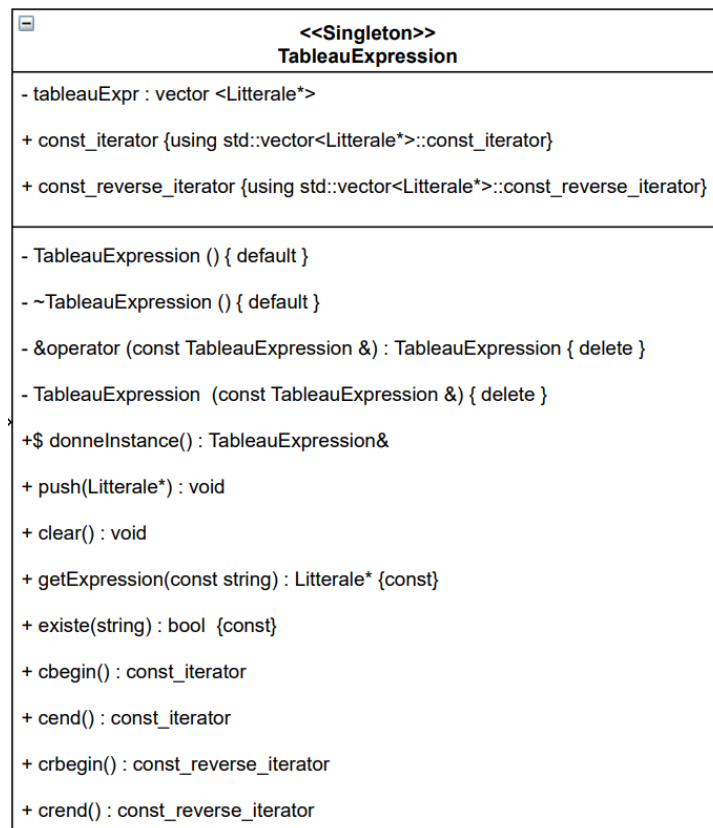 <<Singleton>>
TableauExpression
- tableauExpr : vector <Litterale*>
+ const_iterator {using std::vector<Litterale*>::const_iterator}
+ const_reverse_iterator {using std::vector<Litterale*>::const_reverse_iterator}
- TableauExpression () { default }
- ~TableauExpression () { default }
- &operator (const TableauExpression &) : TableauExpression { delete }
- TableauExpression  (const TableauExpression &) { delete }
+$ donneInstance() : TableauExpression&
+ push(Litterale*) : void
+ clear() : void
+ getExpression(const string) : Litterale* {const}
+ existe(string) : bool  {const}
+ cbegin() : const_iterator
+ cend() : const_iterator
+ crbegin() : const_reverse_iterator
+ crend() : const_reverse_iterator